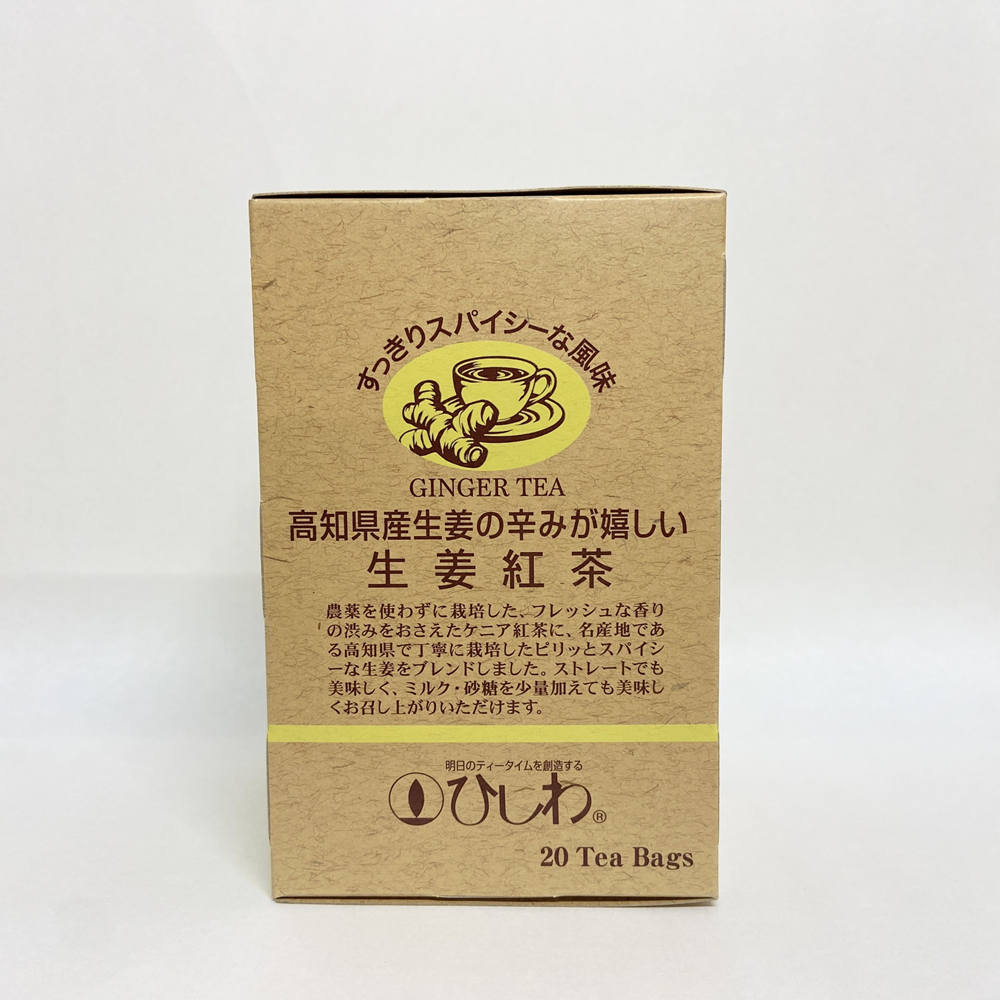 すっきりスパイシーな風味
GINGER TEA
高知県産生姜の辛みが嬉しい
生姜紅茶
農薬を使わずに栽培した、フレッシュな香り
の渋みをおさえたケニア紅茶に、名産地であ
る高知県で丁寧に栽培したピリッとスパイシ
ーな生姜をブレンドしました。ストレートでも
美味しく、ミルク・砂糖を少量加えても美味し
くお召し上がりいただけます。
明日のティータイムを創造する
ひしわ®
20 Tea Bags